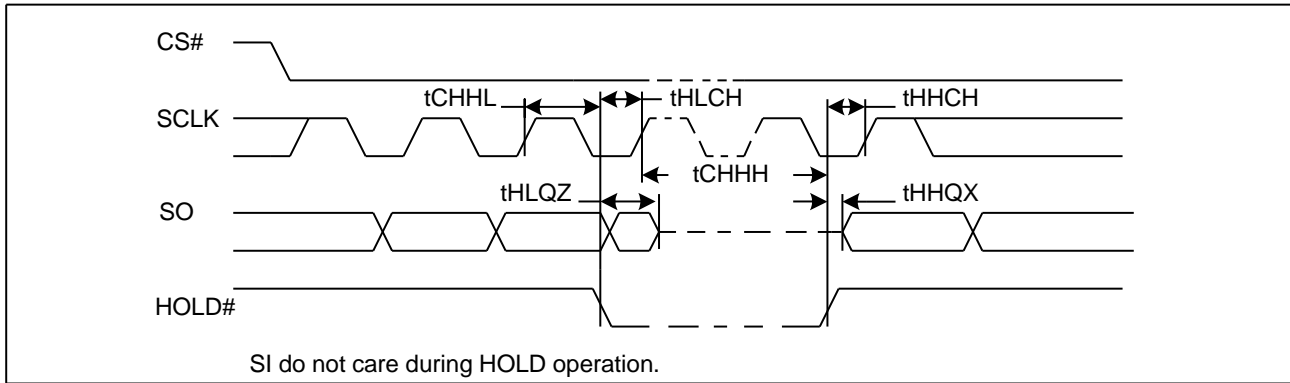 CS#
tCHHL
tHLCH
tHHCH
SCLK
tCHHH
tHLQZ
tHHQX
SO
HOLD#
SI do not care during HOLD operation.